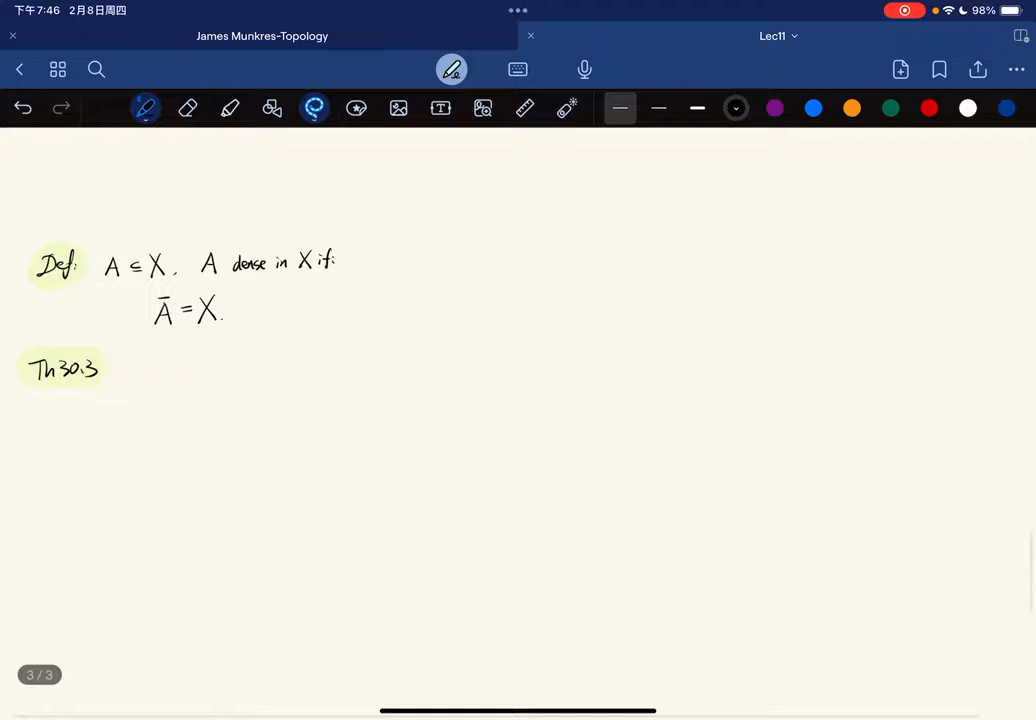 下午7:46 2月8日周四
98%
James Munkres-Topology
Lec11
Def: A ⊆ X, A dense in X if:
Ā = X.
Th 30.3
3 / 3